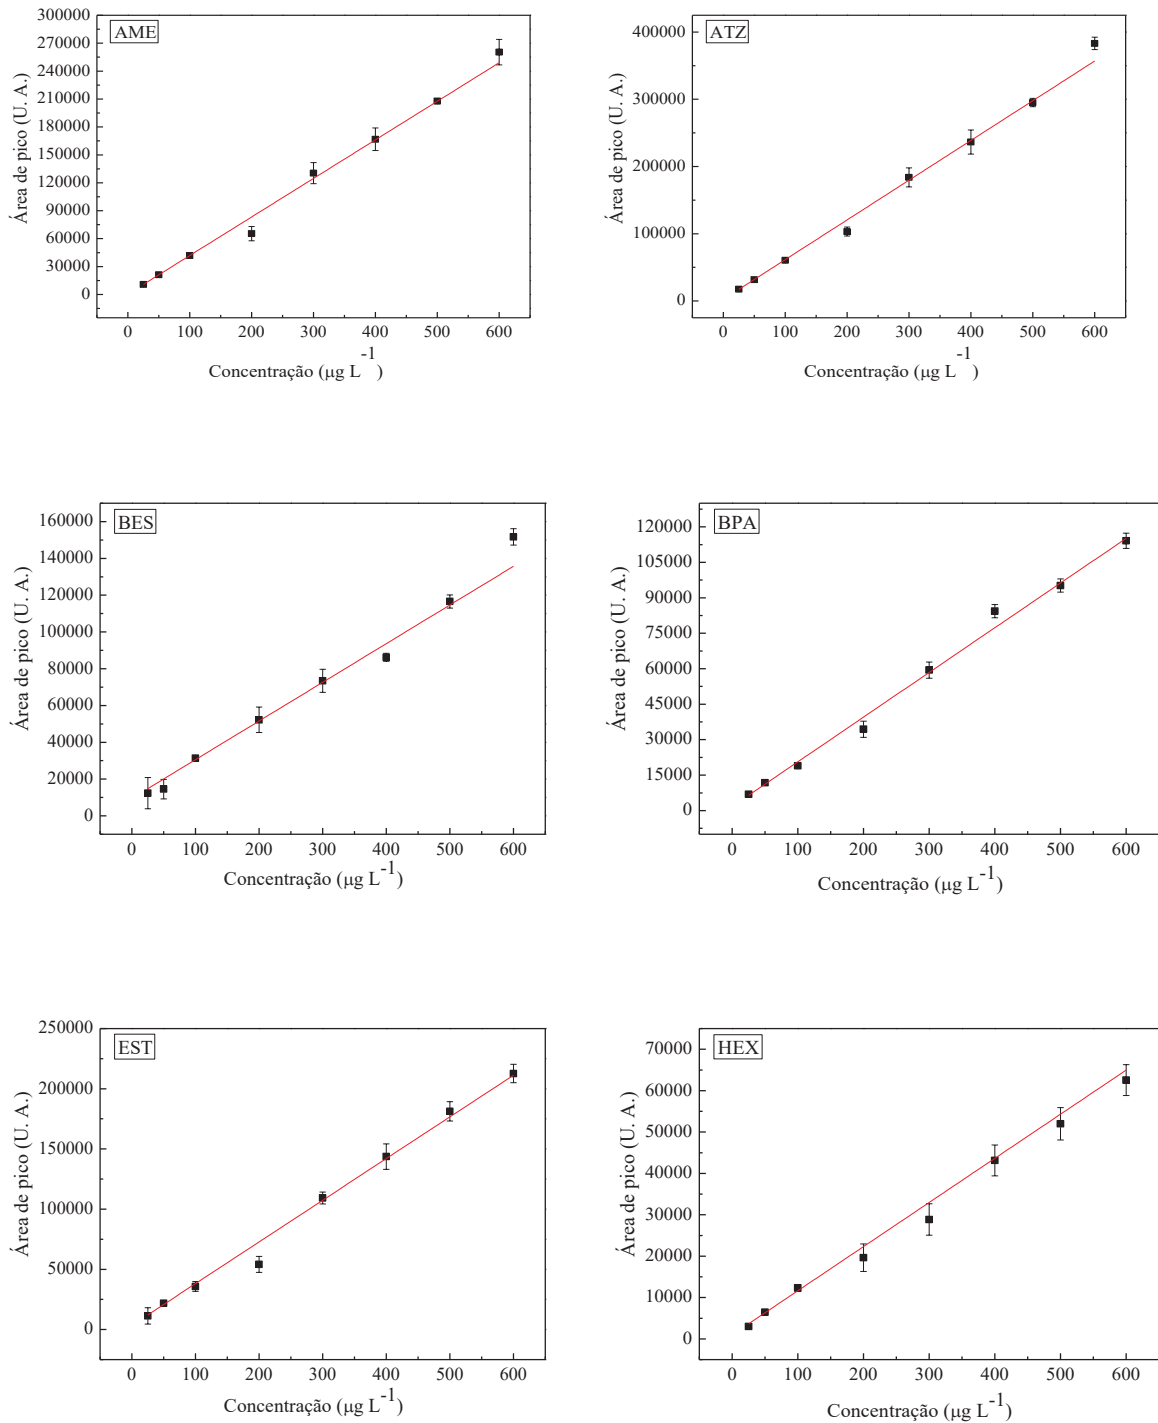 AME
Área de pico (U. A.)
300000
270000
240000
210000
180000
150000
120000
90000
60000
30000
0
0 100 200 300 400 500 600
Concentração (μg L-1)
ATZ
Área de pico (U. A.)
400000
300000
200000
100000
0
0 100 200 300 400 500 600
Concentração (μg L-1)
BES
Área de pico (U. A.)
160000
140000
120000
100000
80000
60000
40000
20000
0
0 100 200 300 400 500 600
Concentração (μg L-1)
BPA
Área de pico (U. A.)
120000
105000
90000
75000
60000
45000
30000
15000
0
0 100 200 300 400 500 600
Concentração (μg L-1)
EST
Área de pico (U. A.)
250000
200000
150000
100000
50000
0
0 100 200 300 400 500 600
Concentração (μg L-1)
HEX
Área de pico (U. A.)
70000
60000
50000
40000
30000
20000
10000
0
0 100 200 300 400 500 600
Concentração (μg L-1)